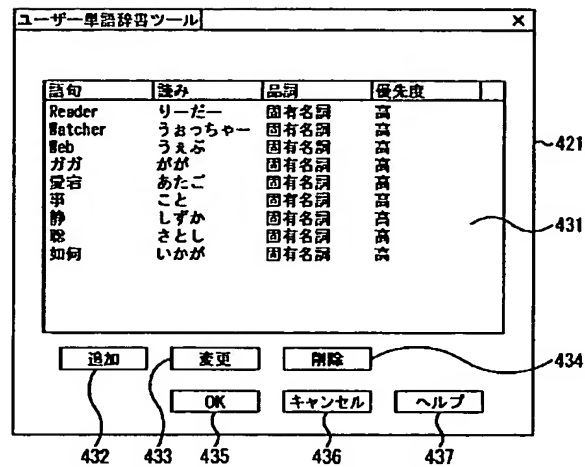 ユーザー単語辞書ツール ×
語句 読み 品詞 優先度
Reader りーだー 固有名詞 高
Watcher うぉっちゃー 固有名詞 高
Web うぇぶ 固有名詞 高
ガガ がが 固有名詞 高
愛宕 あたご 固有名詞 高
事 こと 固有名詞 高
静 しずか 固有名詞 高
聡 さとし 固有名詞 高
如何 いかが 固有名詞 高
421
431
追加 変更 削除
434
OK キャンセル ヘルプ
432 433 435 436 437